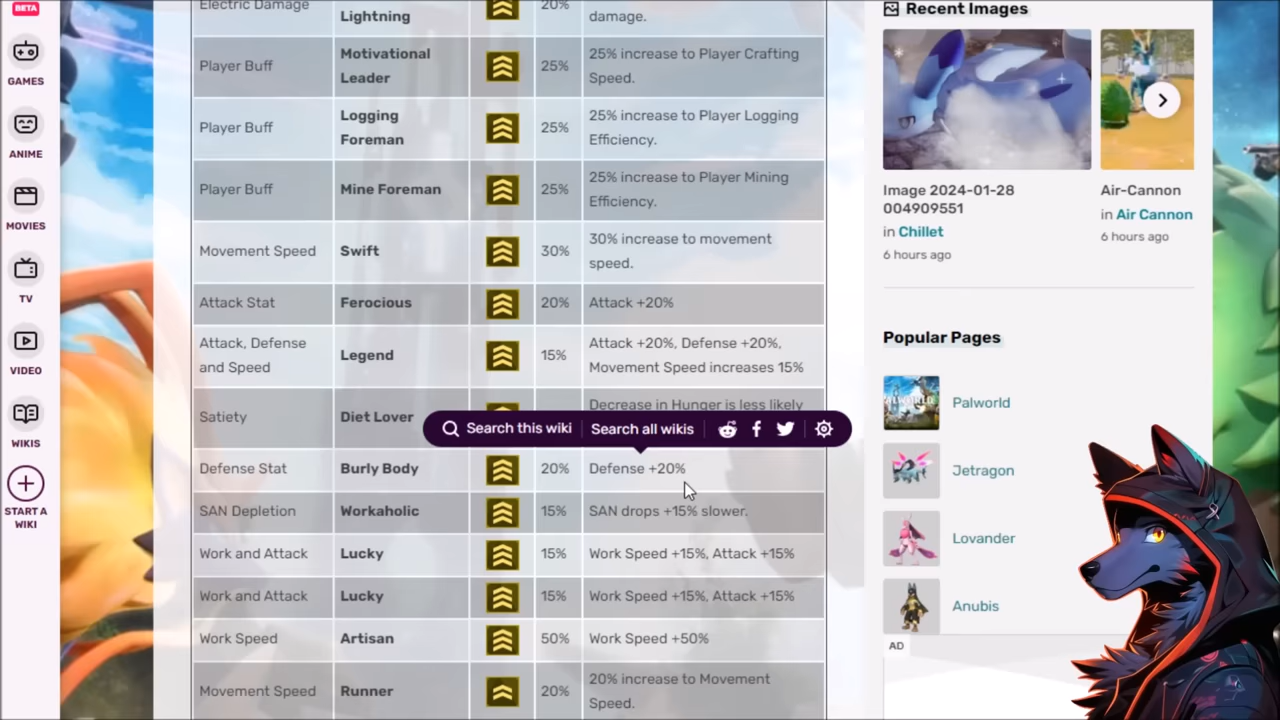 BETA
GAMES
ANIME
MOVIES
TV
VIDEO
WIKIS
START A
WIKI
Electric Damage
Lightning
20%
damage.
Player Buff
Motivational
Leader
25%
25% increase to Player Crafting
Speed.
Player Buff
Logging
Foreman
25%
25% increase to Player Logging
Efficiency.
Player Buff
Mine Foreman
25%
25% increase to Player Mining
Efficiency.
Movement Speed
Swift
30%
30% increase to movement
speed.
Attack Stat
Ferocious
20%
Attack +20%
Attack, Defense
and Speed
Legend
15%
Attack +20%, Defense +20%,
Movement Speed increases 15%
Satiety
Diet Lover
Decrease in Hunger is less likely
Search this wiki
Search all wikis
Defense Stat
Burly Body
20%
Defense +20%
SAN Depletion
Workaholic
15%
SAN drops +15% slower.
Work and Attack
Lucky
15%
Work Speed +15%, Attack +15%
Work and Attack
Lucky
15%
Work Speed +15%, Attack +15%
Work Speed
Artisan
50%
Work Speed +50%
Movement Speed
Runner
20%
20% increase to Movement
Speed.
Recent Images
Image 2024-01-28
004909551
in Chillet
6 hours ago
Air-Cannon
in Air Cannon
6 hours ago
Popular Pages
PALWORLD
Palworld
Jetragon
Lovander
Anubis
AD